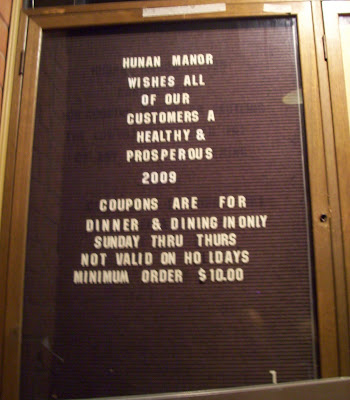 HUNAN MANOR
WISHES ALL
OF OUR
CUSTOMERS A
HEALTHY &
PROSPEROUS
2009
COUPONS ARE FOR
DINNER & DINING IN ONLY
SUNDAY THRU THURS
NOT VALID ON HO LDAYS
MINIMUM ORDER $10.00